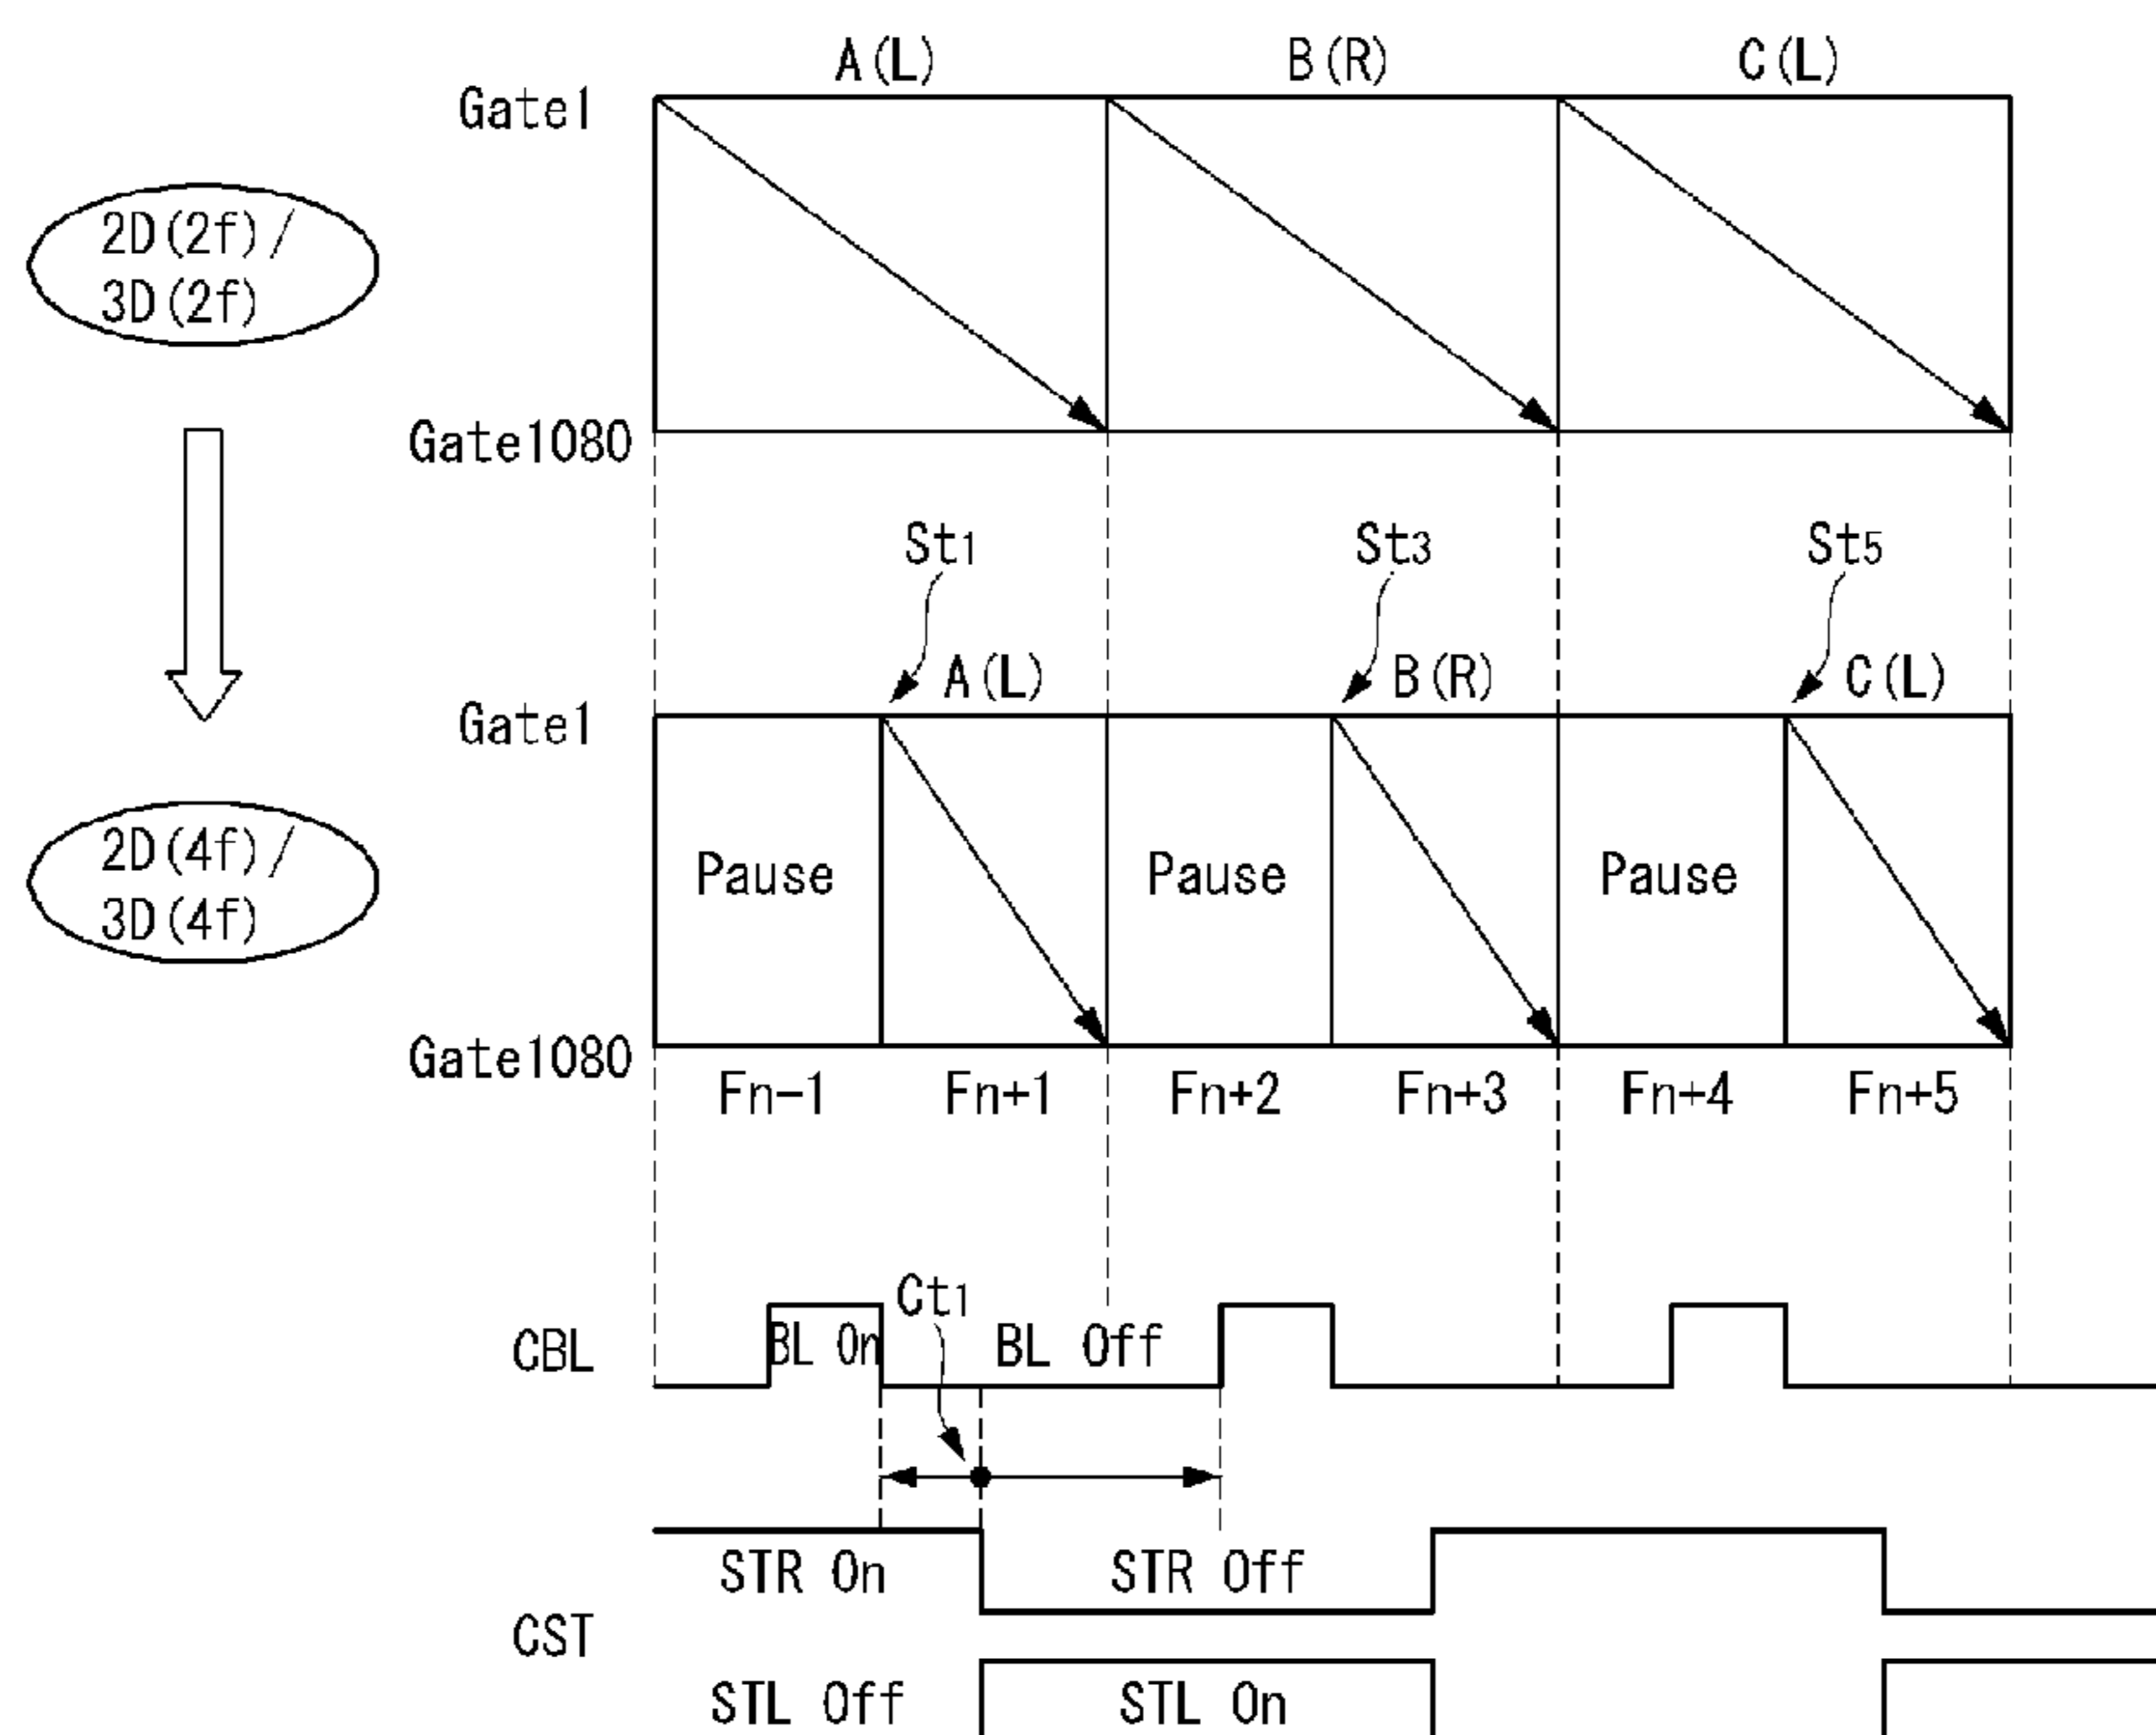 A(L) B(R) C(L)
Gate1
2D(2f)/
3D(2f)
Gate1080
St1 St3 St5
A(L) B(R) C(L)
Gate1
2D(4f)/
3D(4f)
Pause Pause Pause
Gate1080
Fn-1 Fn+1 Fn+2 Fn+3 Fn+4 Fn+5
Ct1
CBL BL On BL Off
STR On STR Off
CST
STL Off STL On